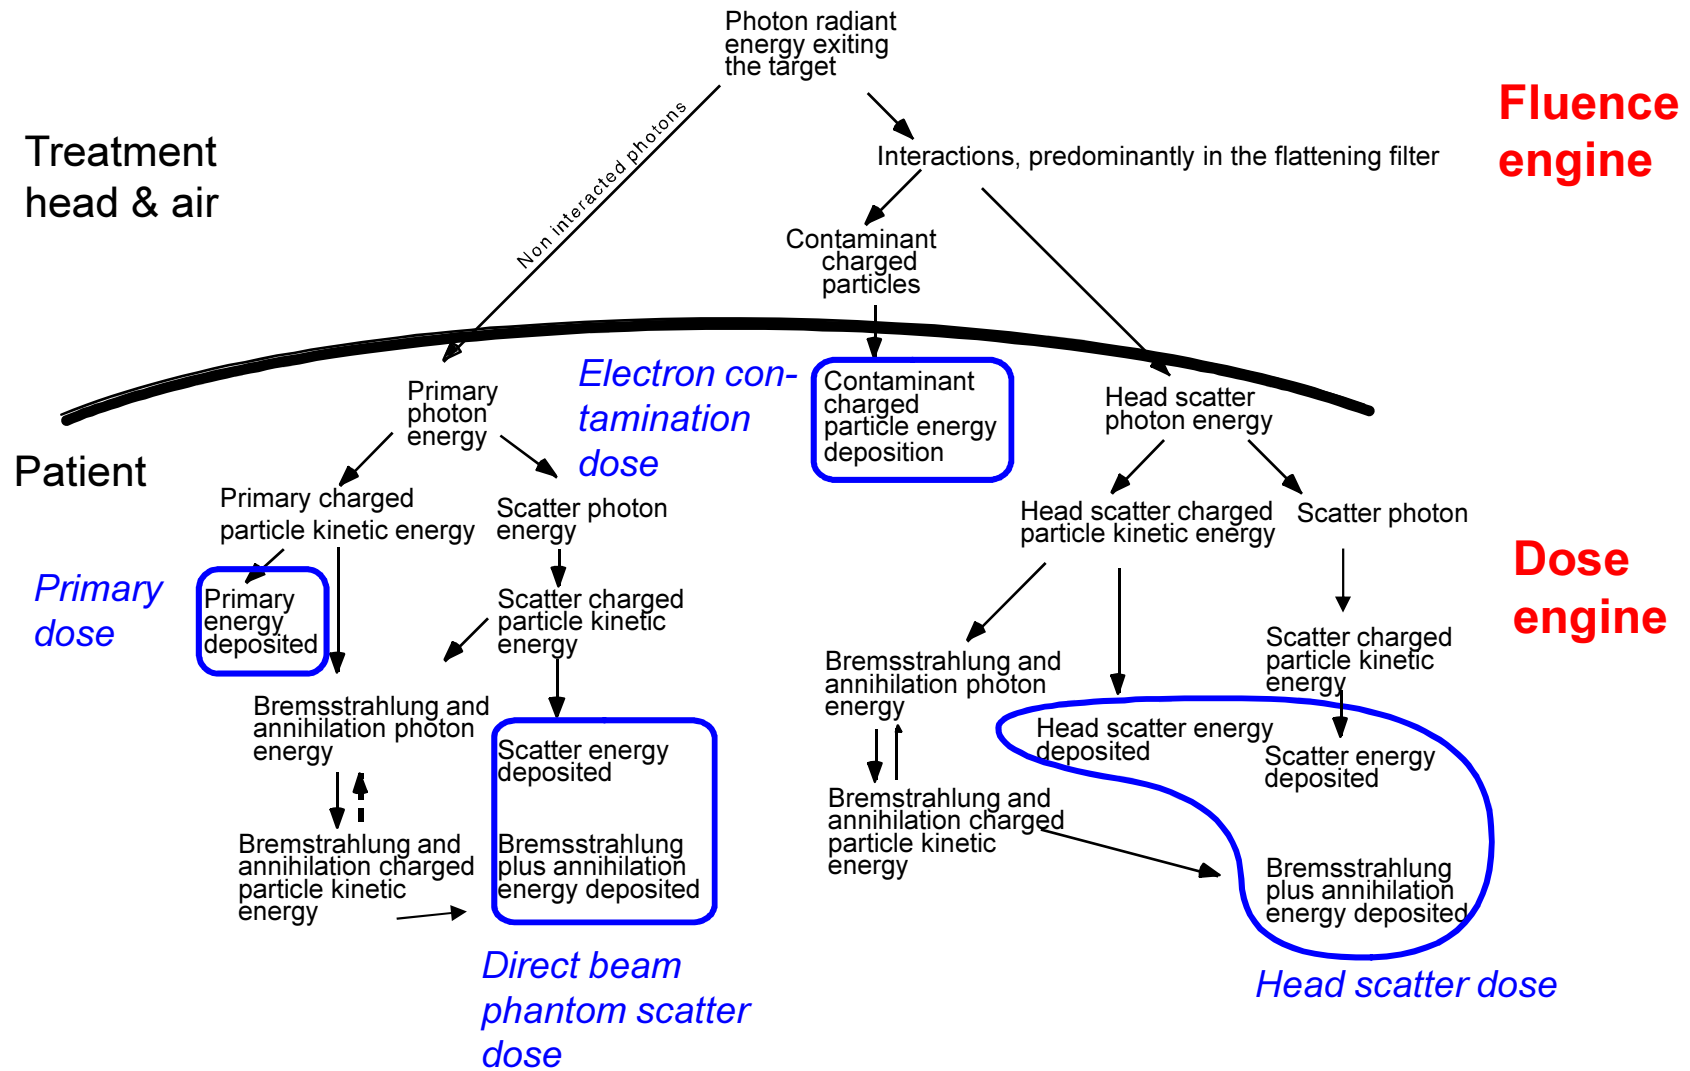 Photon radiant
energy exiting
the target
Fluence
engine
Treatment
head & air
Non interacted photons
Interactions, predominantly in the flattening filter
Contaminant
charged
particles
Electron con-
tamination
dose
Contaminant
charged
particle energy
deposition
Primary
photon
energy
Head scatter
photon energy
Patient
Primary charged
particle kinetic energy
Scatter photon
energy
Head scatter charged
particle kinetic energy
Scatter photon
Dose
engine
Primary
dose
Primary
energy
deposited
Scatter charged
particle kinetic
energy
Scatter charged
particle kinetic
energy
Bremsstrahlung and
annihilation photon
energy
Bremsstrahlung and
annihilation photon
energy
Scatter energy
deposited
Head scatter energy
deposited
Scatter energy
deposited
Bremstrahlung and
annihilation charged
particle kinetic
energy
Bremsstrahlung
plus annihilation
energy deposited
Bremstrahlung and
annihilation charged
particle kinetic
energy
Bremsstrahlung
plus annihilation
energy deposited
Direct beam
phantom scatter
dose
Head scatter dose